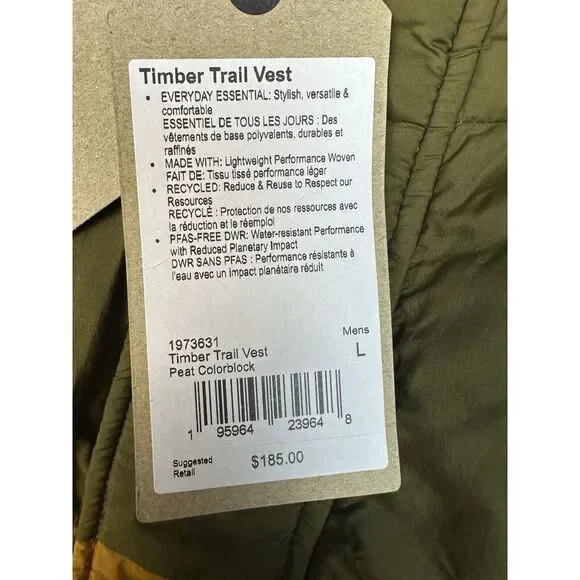 Timber Trail Vest
• EVERYDAY ESSENTIAL: Stylish, versatile &
comfortable
ESSENTIEL DE TOUS LES JOURS : Des
vêtements de base polyvalents, durables et
raffinés
• MADE WITH: Lightweight Performance Woven
FAIT DE: Tissu tissé performance léger
• RECYCLED: Reduce & Reuse to Respect our
Resources
RECYCLÉ : Protection de nos ressources avec
la réduction et le réemploi
• PFAS-FREE DWR: Water-resistant Performance
with Reduced Planetary Impact
DWR SANS PFAS : Performance résistante à
l'eau avec un impact planétaire réduit
1973631
Timber Trail Vest
Peat Colorblock
Mens
L
1 95964 23964 8
Suggested
Retail
$185.00